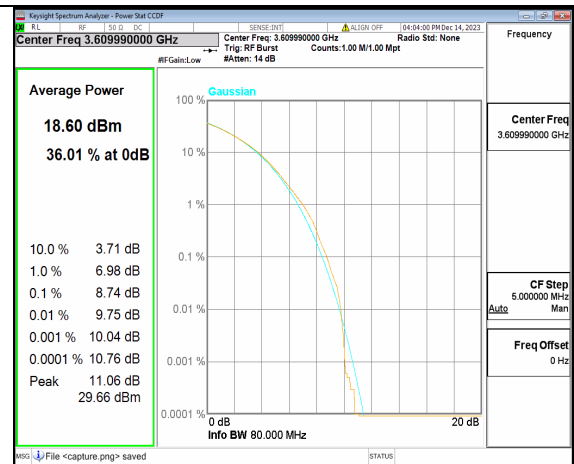 Keysight Spectrum Analyzer - Power Stat CCDF
RL RF 50 Ω DC SENSE:INT ALIGN OFF 04:04:00 PM Dec 14, 2023
Center Freq 3.609990000 GHz
Center Freq: 3.609990000 GHz Radio Std: None
Trig: RF Burst Counts:1.00 M/1.00 Mpt
#IFGain:Low #Atten: 14 dB
Frequency
Average Power
18.60 dBm
36.01 % at 0dB
10.0 % 3.71 dB
1.0 % 6.98 dB
0.1 % 8.74 dB
0.01 % 9.75 dB
0.001 % 10.04 dB
0.0001 % 10.76 dB
Peak 11.06 dB
29.66 dBm
Gaussian
100 %
10 %
1 %
0.1 %
0.01 %
0.001 %
0.0001 %
0 dB 20 dB
Info BW 80.000 MHz
Center Freq
3.609990000 GHz
CF Step
5.000000 MHz
Auto Man
Freq Offset
0 Hz
MSG File <capture.png> saved STATUS